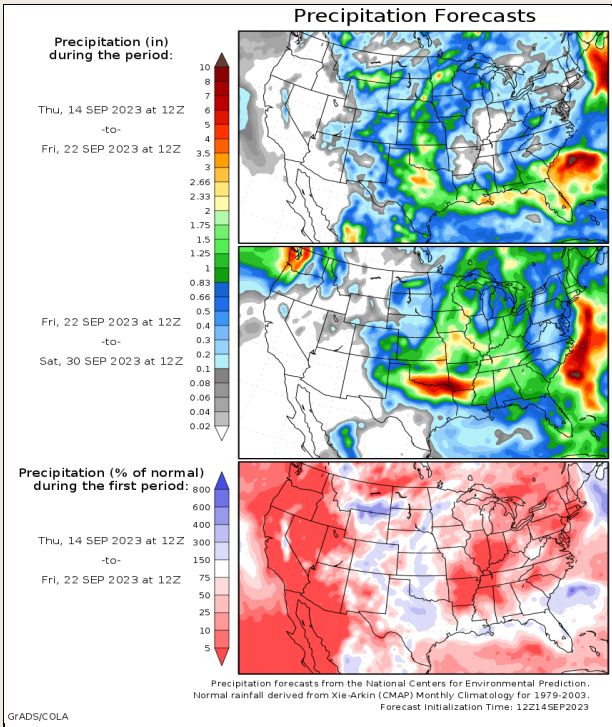 Precipitation Forecasts
Precipitation (in)
during the period:
Thu, 14 SEP 2023 at 12Z
-to-
Fri, 22 SEP 2023 at 12Z
10
8
7
6
5
4
3.5
3
2.66
2.33
2
1.75
1.5
1.25
1
0.83
0.66
0.5
0.4
0.3
0.2
0.1
0.08
0.06
0.04
0.02
Fri, 22 SEP 2023 at 12Z
-to-
Sat, 30 SEP 2023 at 12Z
Precipitation (% of normal)
during the first period:
Thu, 14 SEP 2023 at 12Z
-to-
Fri, 22 SEP 2023 at 12Z
800
600
400
300
150
75
50
25
10
5
Precipitation forecasts from the National Centers for Environmental Prediction.
Normal rainfall derived from Xie-Arkin (CMAP) Monthly Climatology for 1979-2003.
Forecast Initialization Time: 12Z14SEP2023
GrADS/COLA